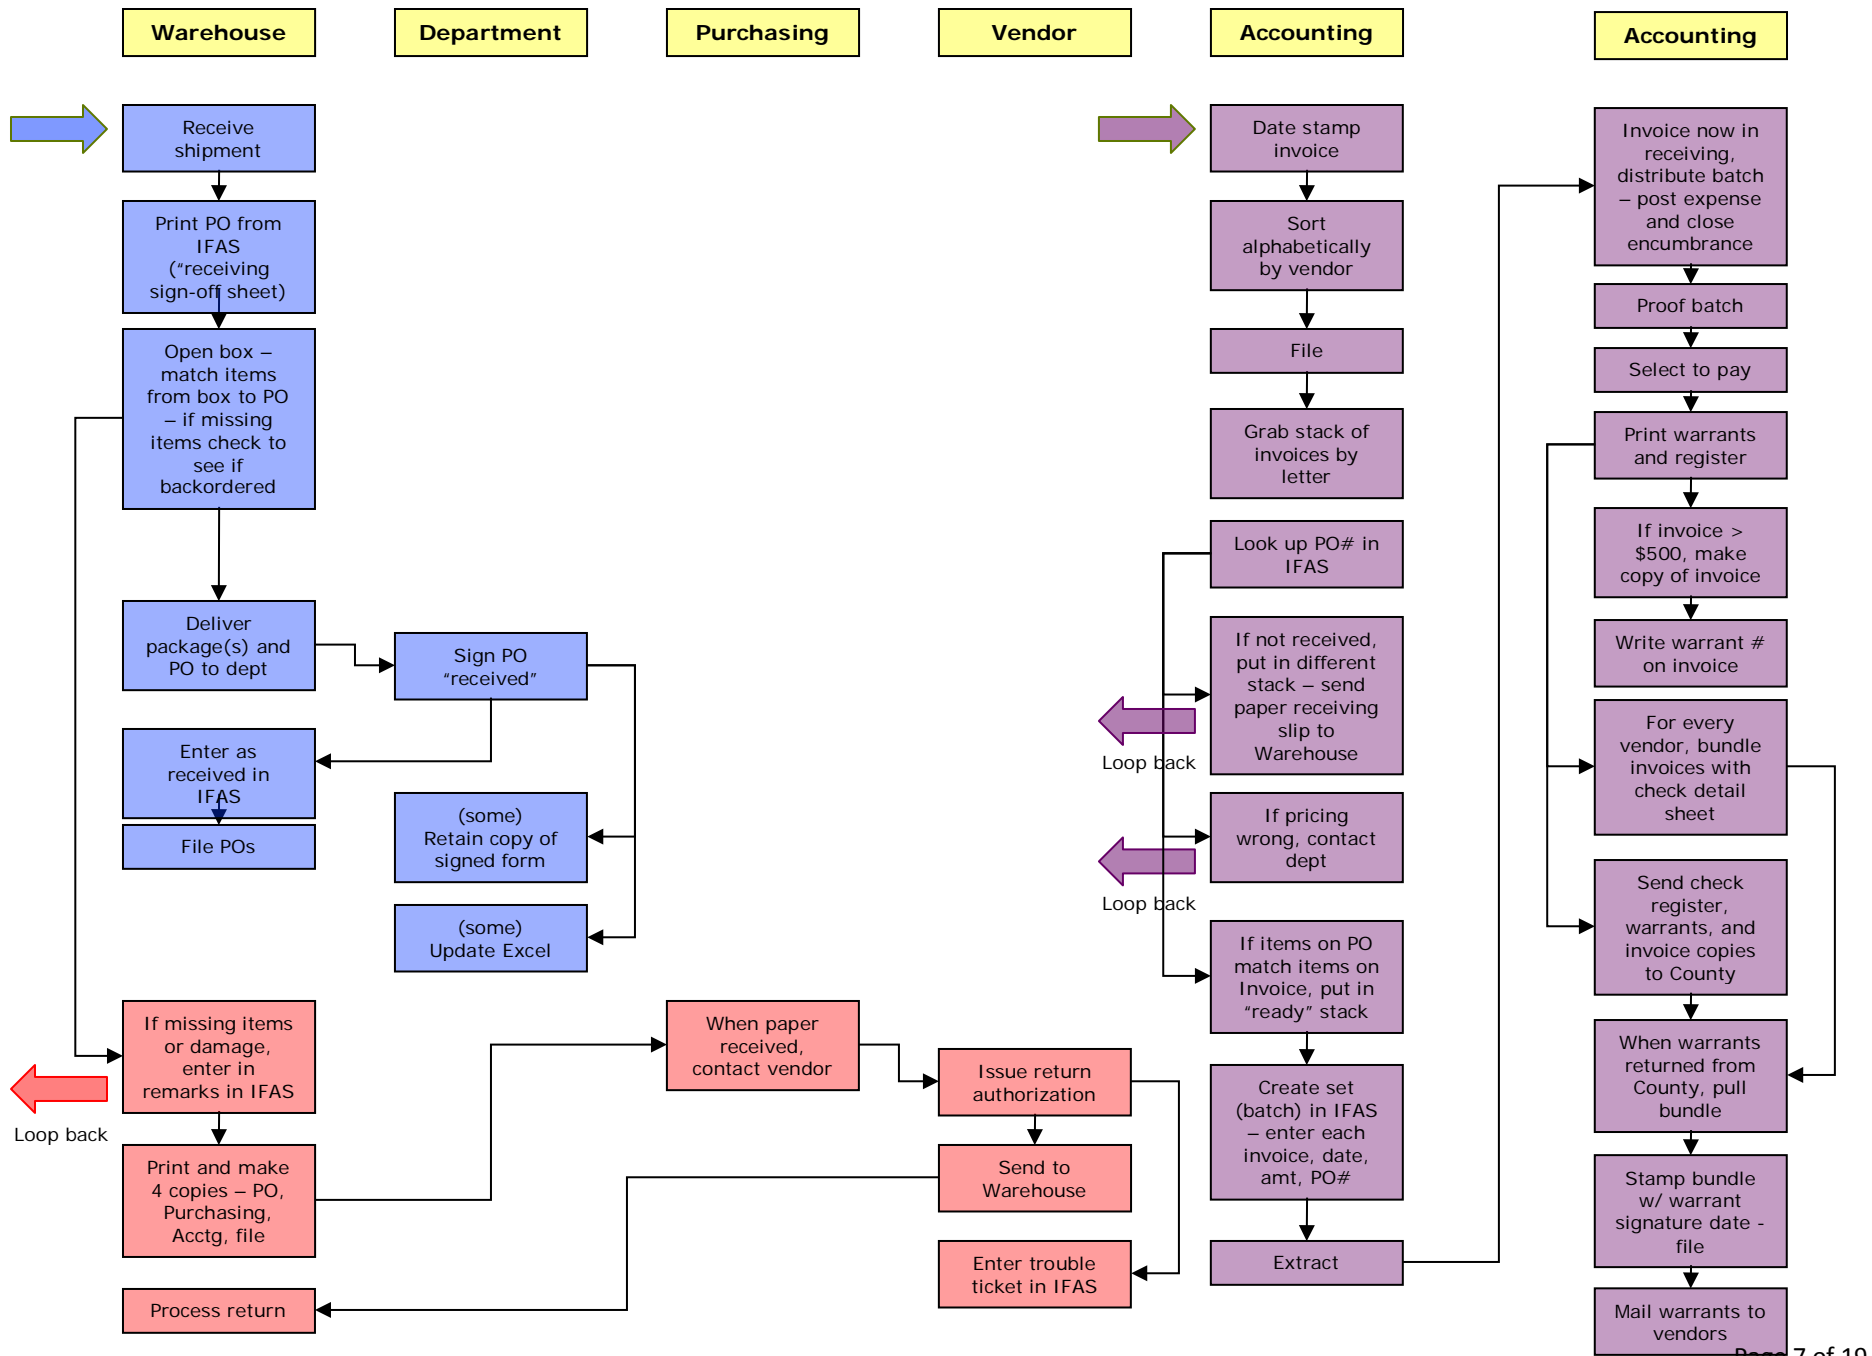 Warehouse
Department
Purchasing
Vendor
Accounting
Accounting
Receive
shipment
Print PO from
IFAS
(“receiving
sign-off sheet)
Open box –
match items
from box to PO
– if missing
items check to
see if
backordered
Deliver
package(s) and
PO to dept
Sign PO
“received”
Enter as
received in
IFAS
File POs
(some)
Retain copy of
signed form
(some)
Update Excel
If missing items
or damage,
enter in
remarks in IFAS
Loop back
Print and make
4 copies – PO,
Purchasing,
Acctg, file
Process return
When paper
received,
contact vendor
Issue return
authorization
Send to
Warehouse
Enter trouble
ticket in IFAS
Date stamp
invoice
Sort
alphabetically
by vendor
File
Grab stack of
invoices by
letter
Look up PO# in
IFAS
If not received,
put in different
stack – send
paper receiving
slip to
Warehouse
Loop back
If pricing
wrong, contact
dept
Loop back
If items on PO
match items on
Invoice, put in
“ready” stack
Create set
(batch) in IFAS
– enter each
invoice, date,
amt, PO#
Extract
Invoice now in
receiving,
distribute batch
– post expense
and close
encumbrance
Proof batch
Select to pay
Print warrants
and register
If invoice >
$500, make
copy of invoice
Write warrant #
on invoice
For every
vendor, bundle
invoices with
check detail
sheet
Send check
register,
warrants, and
invoice copies
to County
When warrants
returned from
County, pull
bundle
Stamp bundle
w/ warrant
signature date -
file
Mail warrants to
vendors
Page 7 of 19